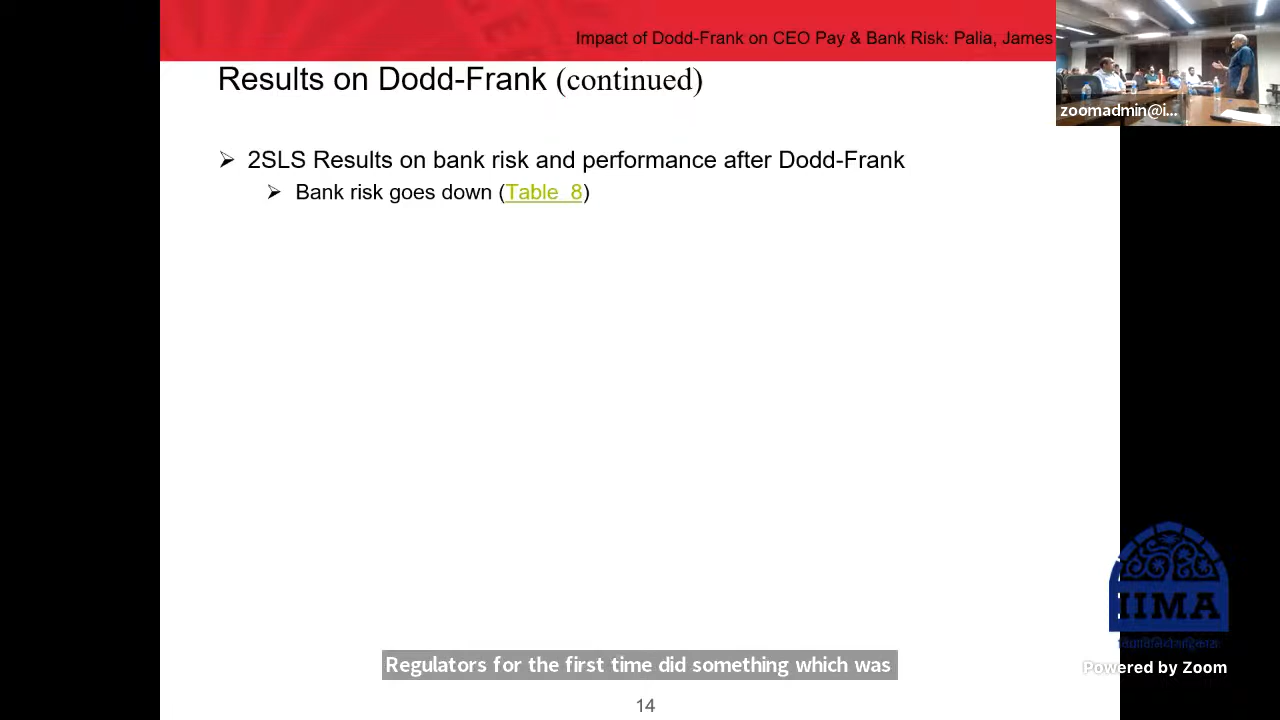 Impact of Dodd-Frank on CEO Pay & Bank Risk: Palia, James
Results on Dodd-Frank (continued)
zoomadmin@i...
➢ 2SLS Results on bank risk and performance after Dodd-Frank
➢ Bank risk goes down (Table 8)
IIMA
Powered by Zoom
Regulators for the first time did something which was
14